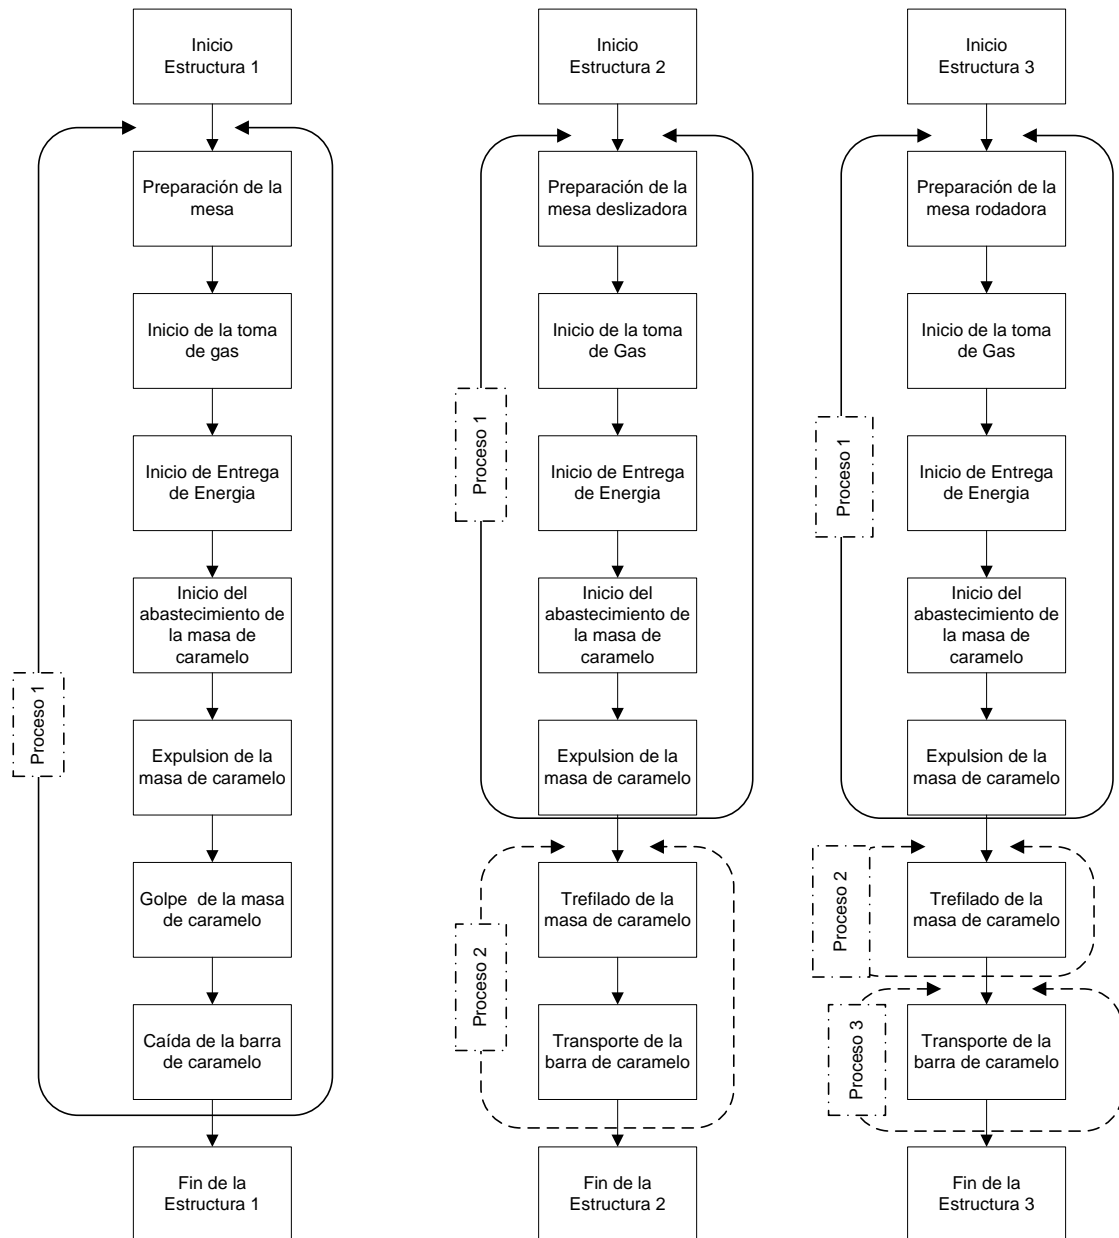 Inicio
Estructura 1
Preparación de la
mesa
Inicio de la toma
de gas
Inicio de Entrega
de Energia
Inicio del
abastecimiento de
la masa de
caramelo
Expulsion de la
masa de caramelo
Golpe  de la masa
de caramelo
Caída de la barra
de caramelo
Fin de la
Estructura 1
Proceso 1
Inicio
Estructura 2
Preparación de la
mesa deslizadora
Inicio de la toma
de Gas
Inicio de Entrega
de Energia
Inicio del
abastecimiento de
la masa de
caramelo
Expulsion de la
masa de caramelo
Trefilado de la
masa de caramelo
Transporte de la
barra de caramelo
Fin de la
Estructura 2
Proceso 1
Proceso 2
Inicio
Estructura 3
Preparación de la
mesa rodadora
Inicio de la toma
de Gas
Inicio de Entrega
de Energia
Inicio del
abastecimiento de
la masa de
caramelo
Expulsion de la
masa de caramelo
Trefilado de la
masa de caramelo
Transporte de la
barra de caramelo
Fin de la
Estructura 3
Proceso 1
Proceso 2
Proceso 3